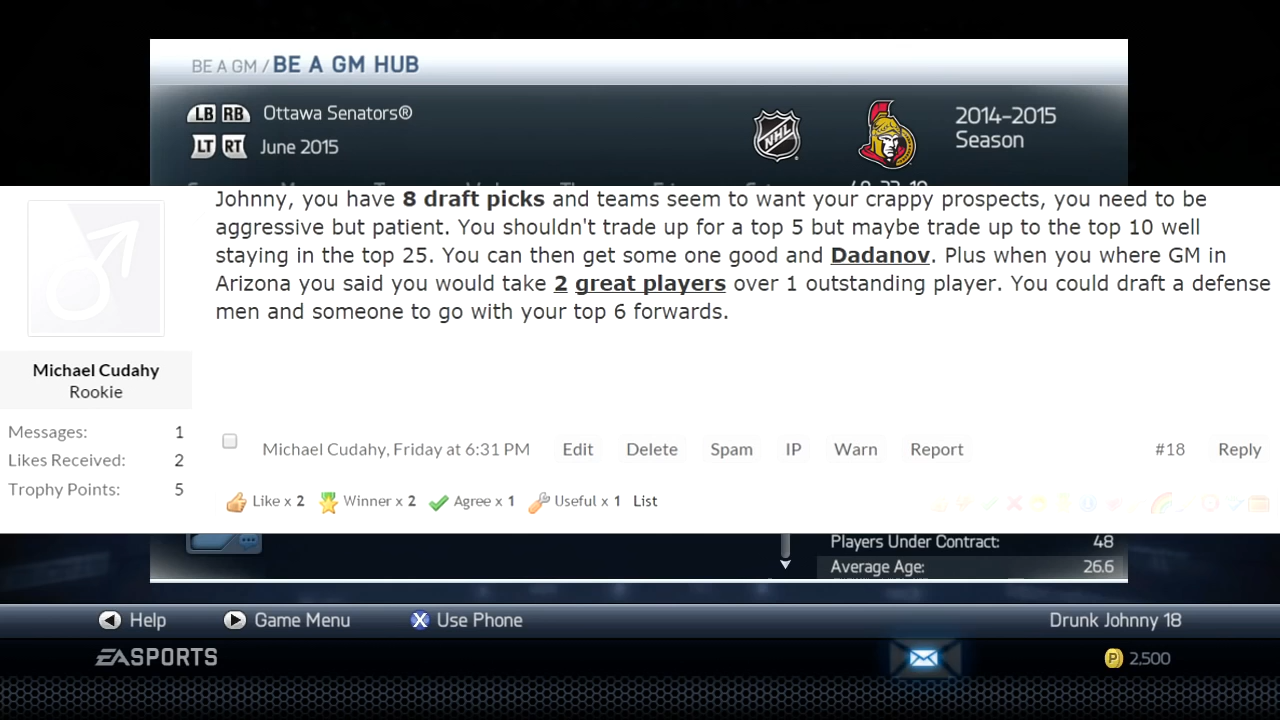 BE A GM / BE A GM HUB
LB RB Ottawa Senators®
LT RT June 2015
NHL
2014-2015
Season
Johnny, you have 8 draft picks and teams seem to want your crappy prospects, you need to be
aggressive but patient. You shouldn't trade up for a top 5 but maybe trade up to the top 10 well
staying in the top 25. You can then get some one good and Dadanov. Plus when you where GM in
Arizona you said you would take 2 great players over 1 outstanding player. You could draft a defense
men and someone to go with your top 6 forwards.
Michael Cudahy
Rookie
Messages: 1
Likes Received: 2
Trophy Points: 5
Michael Cudahy, Friday at 6:31 PM Edit Delete Spam IP Warn Report #18 Reply
Like x 2 Winner x 2 Agree x 1 Useful x 1 List
Players Under Contract: 48
Average Age: 26.6
Help Game Menu X Use Phone Drunk Johnny 18
EA SPORTS P 2,500